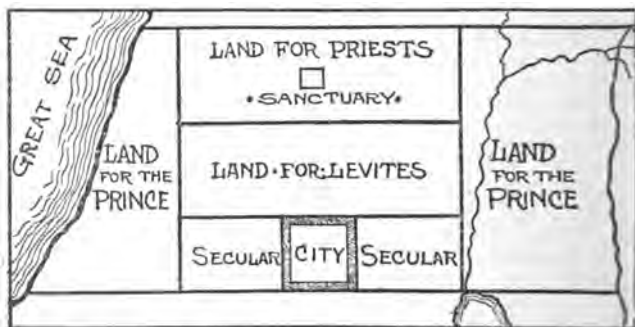 GREAT SEA
LAND FOR PRIESTS
• SANCTUARY •
LAND
FOR THE
PRINCE
LAND • FOR • LEVITES
LAND
FOR THE
PRINCE
SECULAR
CITY
SECULAR